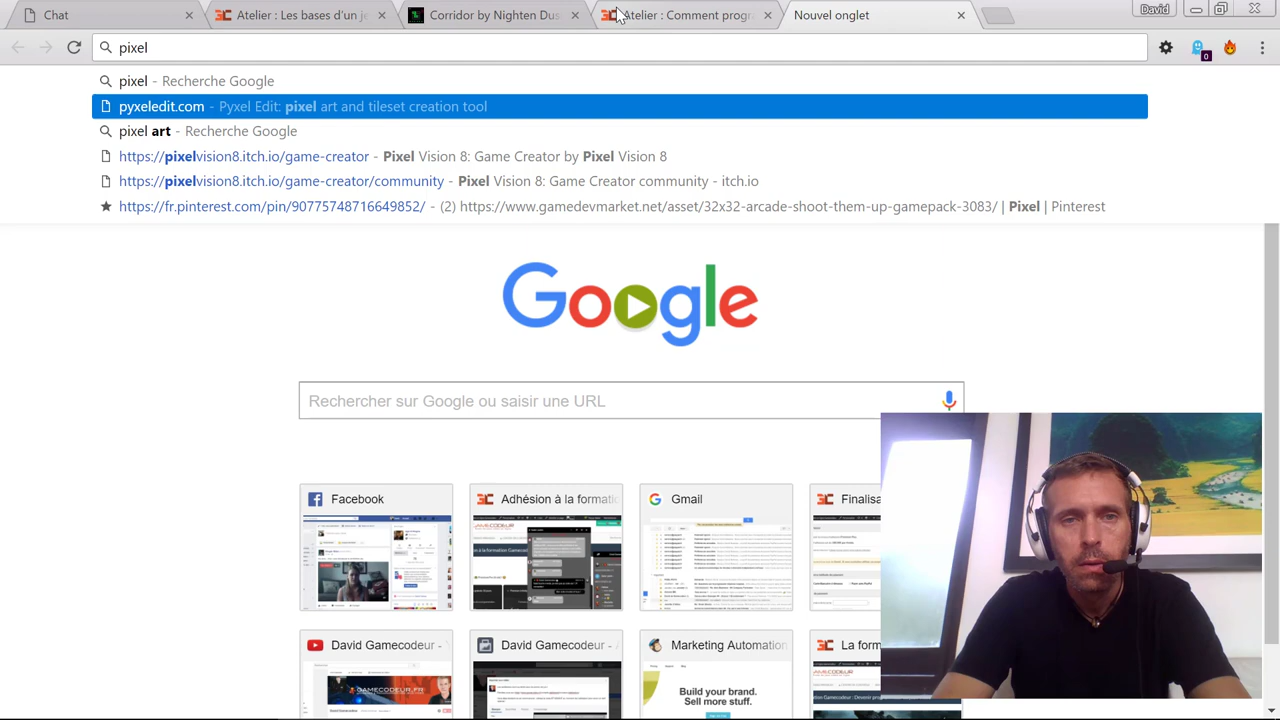 Chat
Atelier : Les bases d'un je
Corridor by Nighten Dus
Atelier : Comment progr
Nouvel onglet
David
pixel
0
pixel - Recherche Google
pyxeledit.com - Pyxel Edit: pixel art and tileset creation tool
pixel art - Recherche Google
https://pixelvision8.itch.io/game-creator - Pixel Vision 8: Game Creator by Pixel Vision 8
https://pixelvision8.itch.io/game-creator/community - Pixel Vision 8: Game Creator community - itch.io
https://fr.pinterest.com/pin/90775748716649852/ - (2) https://www.gamedevmarket.net/asset/32x32-arcade-shoot-them-up-gamepack-3083/ | Pixel | Pinterest
Google
Rechercher sur Google ou saisir une URL
Facebook
Adhésion à la formatio
Gmail
Finalisa
David Gamecodeur -
David Gamecodeur - A
Marketing Automation
La form
GAMECODEUR.FR
Build your brand.
Sell more stuff.